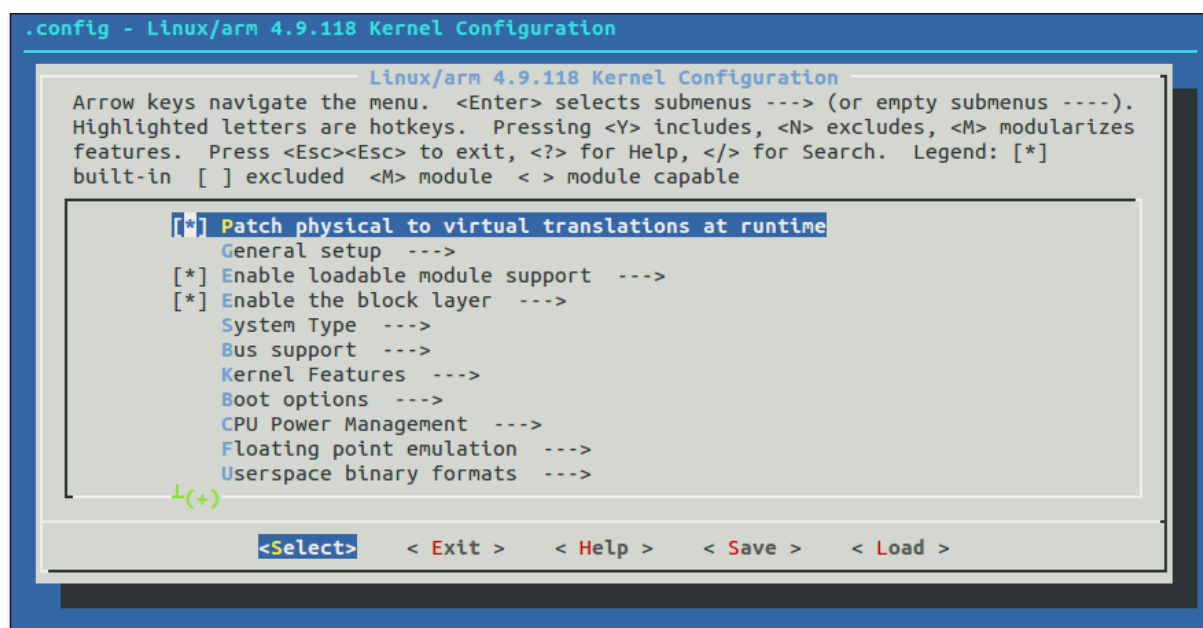 .config - Linux/arm 4.9.118 Kernel Configuration
Linux/arm 4.9.118 Kernel Configuration
Arrow keys navigate the menu.  <Enter> selects submenus ---> (or empty submenus ----).
Highlighted letters are hotkeys.  Pressing <Y> includes, <N> excludes, <M> modularizes
features.  Press <Esc><Esc> to exit, <?> for Help, </> for Search.  Legend: [*]
built-in  [ ] excluded  <M> module  < > module capable
[*] Patch physical to virtual translations at runtime
General setup  --->
[*] Enable loadable module support  --->
[*] Enable the block layer  --->
System Type  --->
Bus support  --->
Kernel Features  --->
Boot options  --->
CPU Power Management  --->
Floating point emulation  --->
Userspace binary formats  --->
┴(+)
<Select>    < Exit >    < Help >    < Save >    < Load >